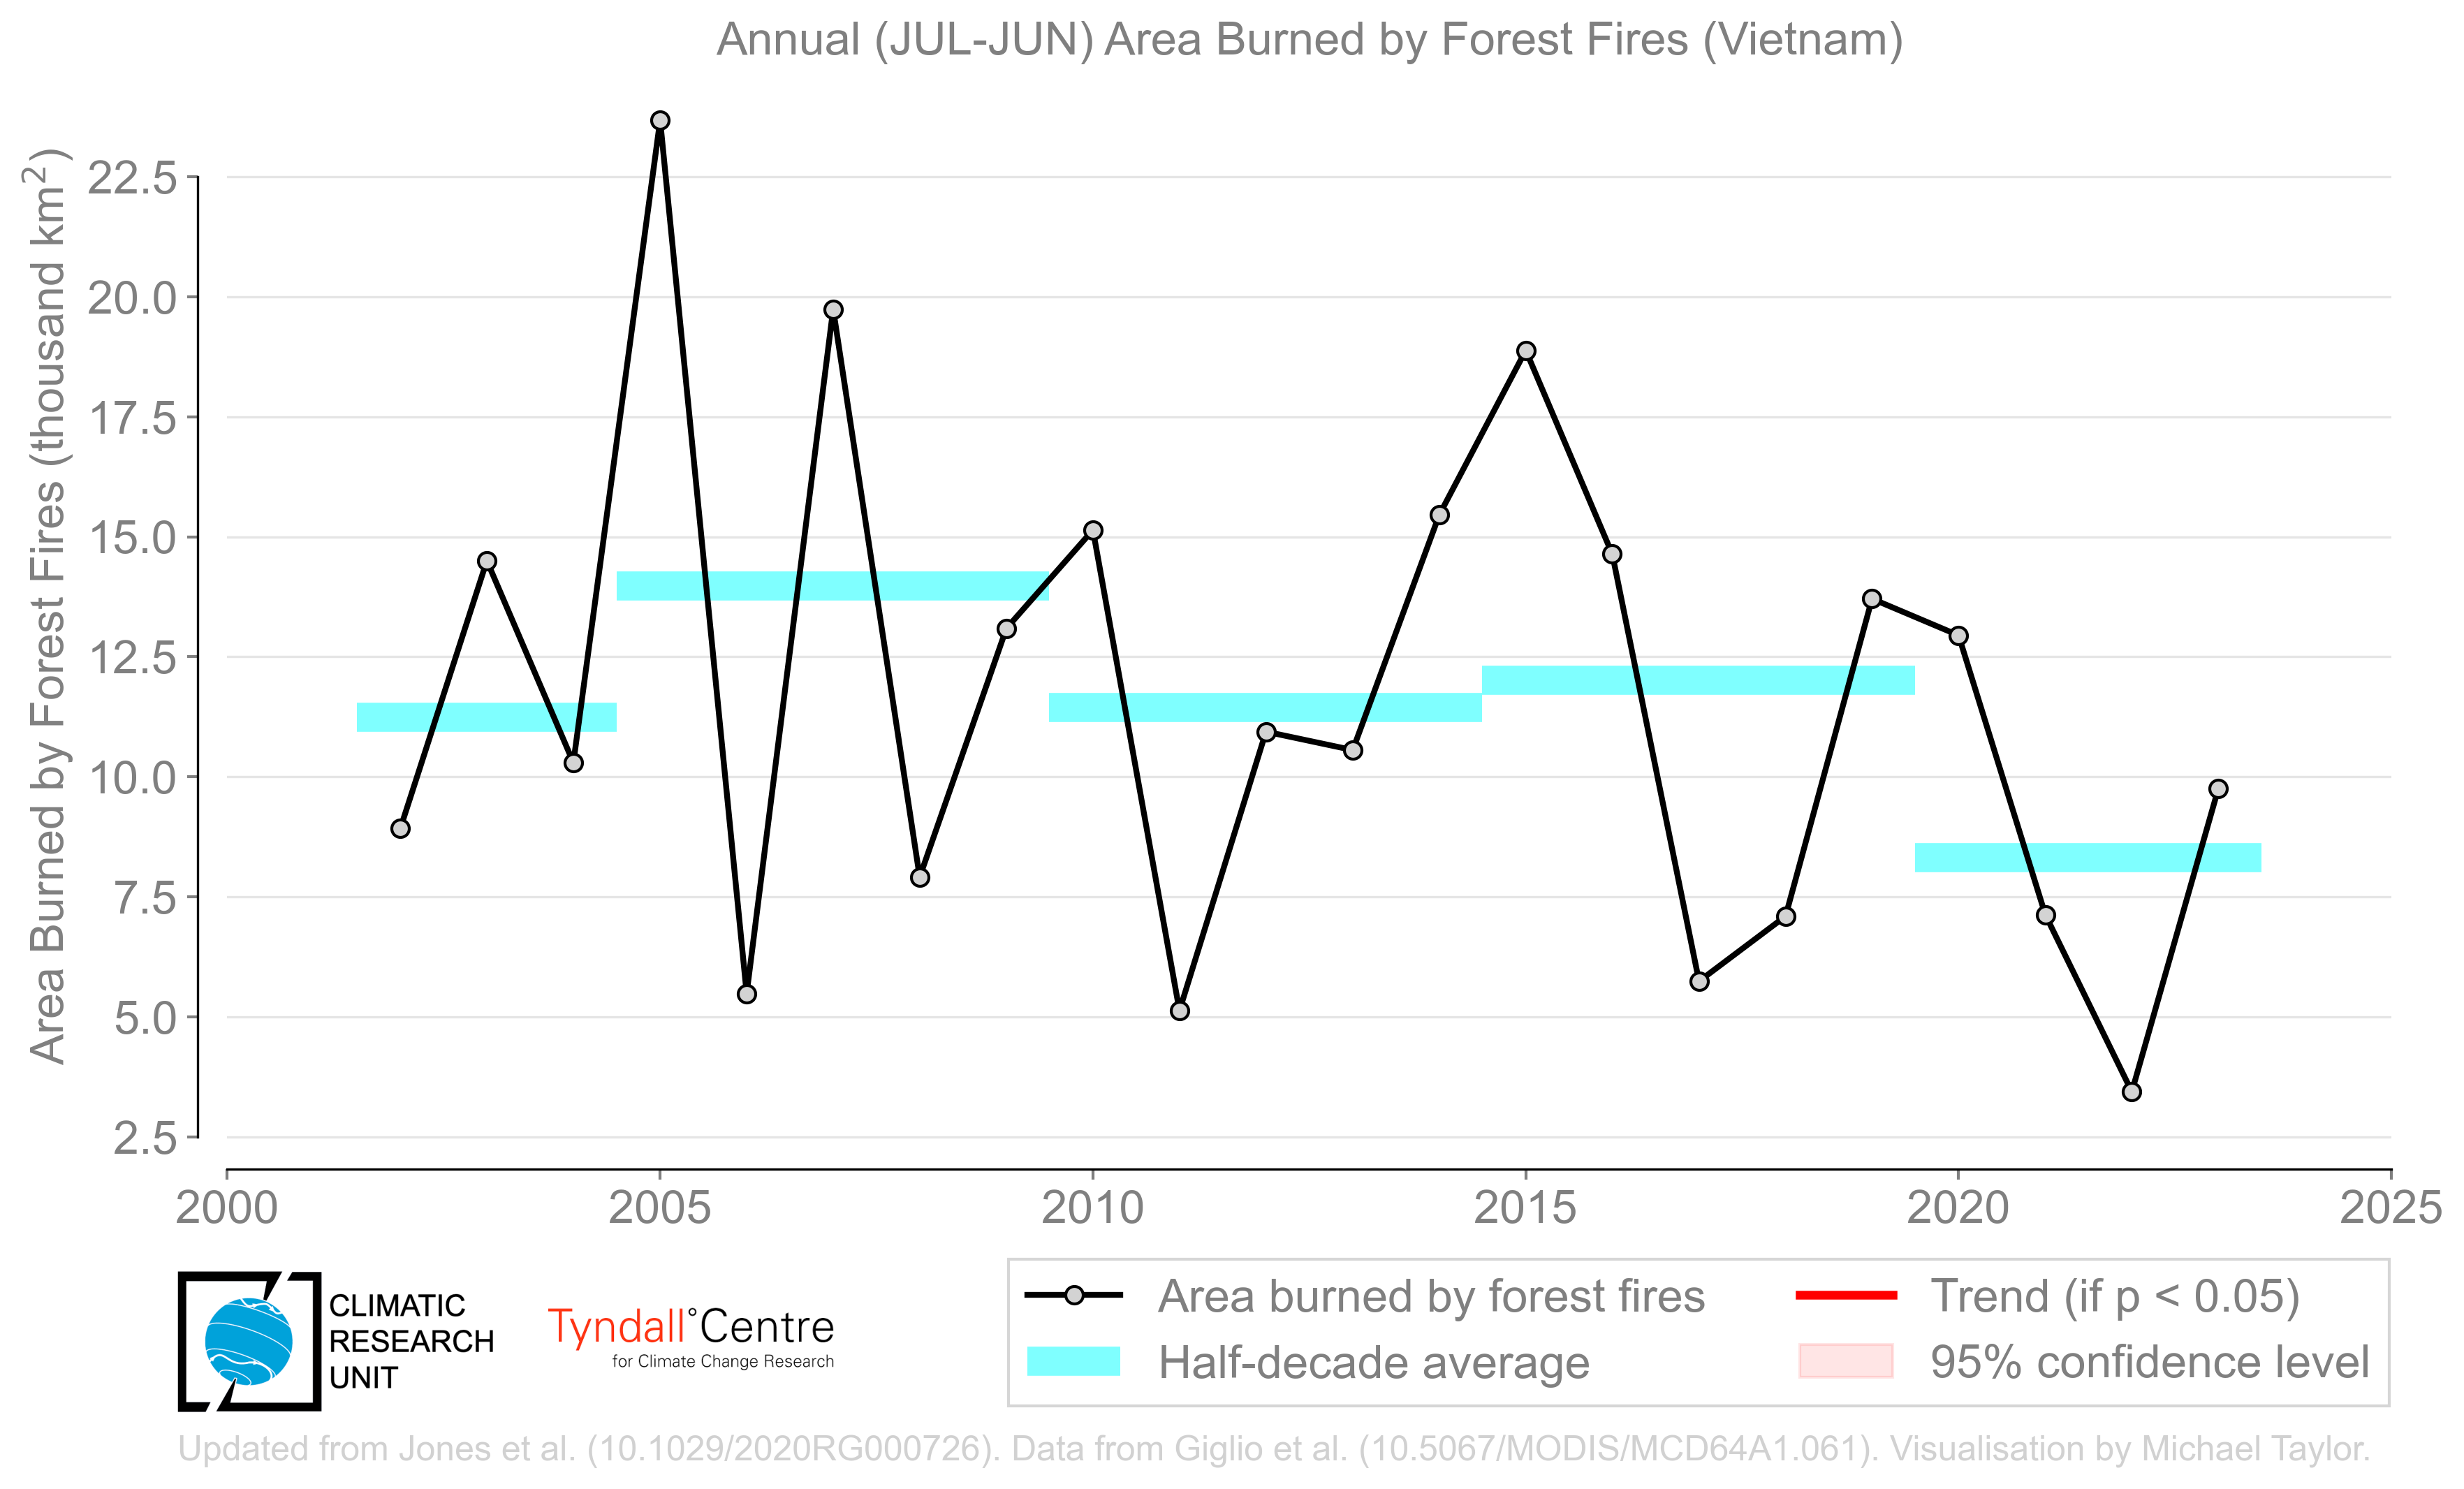 Annual (JUL-JUN) Area Burned by Forest Fires (Vietnam)
Area Burned by Forest Fires (thousand km²)
22.5
20.0
17.5
15.0
12.5
10.0
7.5
5.0
2.5
2000 2005 2010 2015 2020 2025
CLIMATIC
RESEARCH
UNIT
Tyndall°Centre
for Climate Change Research
Area burned by forest fires
Half-decade average
Trend (if p < 0.05)
95% confidence level
Updated from Jones et al. (10.1029/2020RG000726). Data from Giglio et al. (10.5067/MODIS/MCD64A1.061). Visualisation by Michael Taylor.